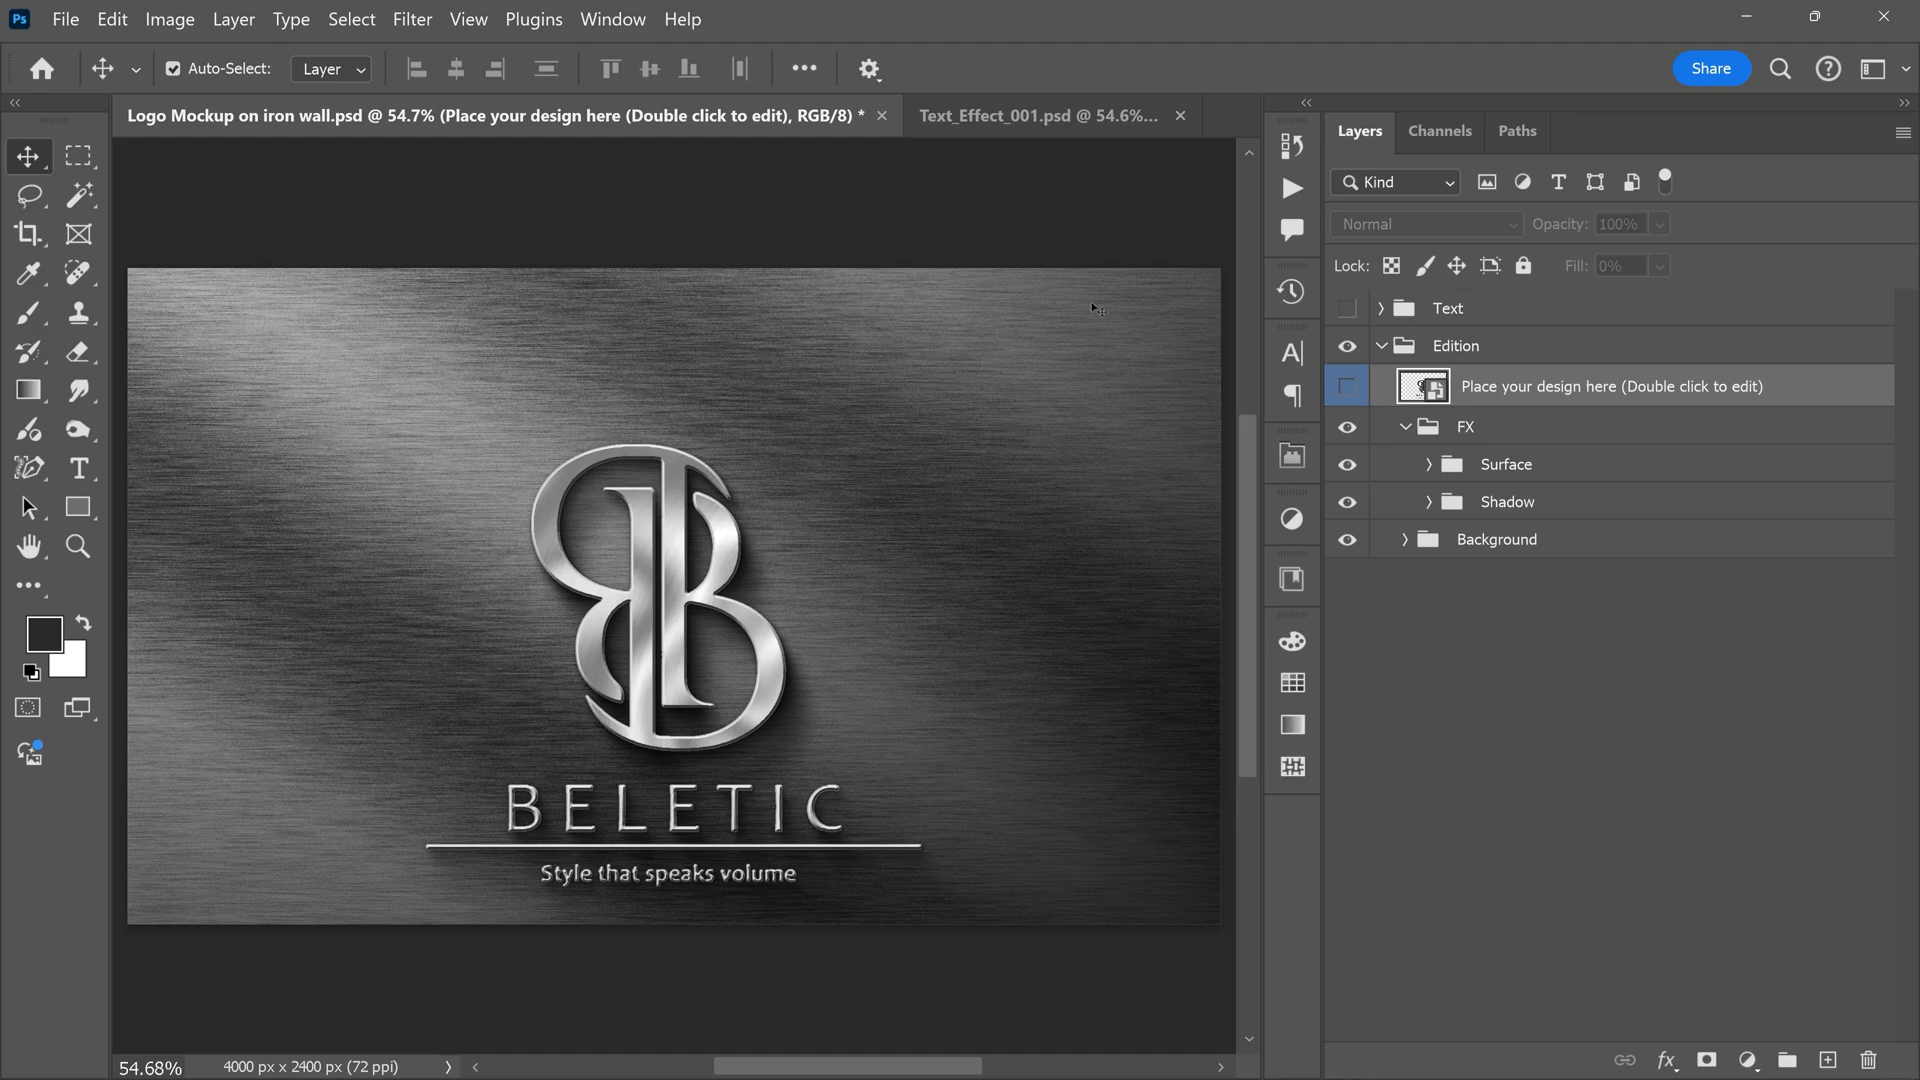 Ps File Edit Image Layer Type Select Filter View Plugins Window Help
Auto-Select: Layer ••• Share
Logo Mockup on iron wall.psd @ 54.7% (Place your design here (Double click to edit), RGB/8) *
Text_Effect_001.psd @ 54.6%...
Layers Channels Paths
Kind
Normal Opacity: 100%
Lock: Fill: 0%
Text
Edition
Place your design here (Double click to edit)
FX
Surface
Shadow
Background
BELETIC
Style that speaks volume
54.68% 4000 px x 2400 px (72 ppi)
fx